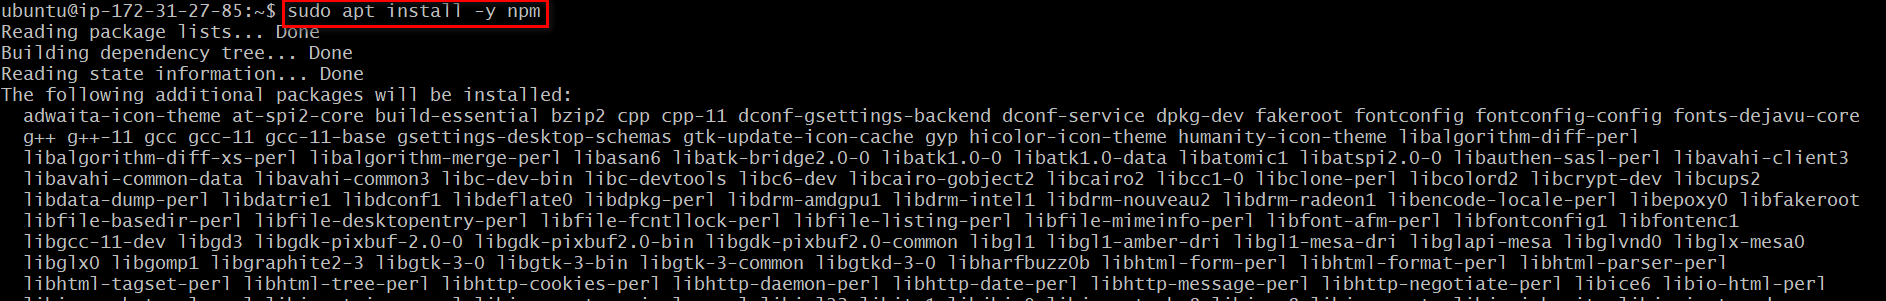 ubuntu@ip-172-31-27-85:~$ sudo apt install -y npm
Reading package lists... Done
Building dependency tree... Done
Reading state information... Done
The following additional packages will be installed:
  adwaita-icon-theme at-spi2-core build-essential bzip2 cpp cpp-11 dconf-gsettings-backend dconf-service dpkg-dev fakeroot fontconfig fontconfig-config fonts-dejavu-core
  g++ g++-11 gcc gcc-11 gcc-11-base gsettings-desktop-schemas gtk-update-icon-cache gyp hicolor-icon-theme humanity-icon-theme libalgorithm-diff-perl
  libalgorithm-diff-xs-perl libalgorithm-merge-perl libasan6 libatk-bridge2.0-0 libatk1.0-0 libatk1.0-data libatomic1 libatspi2.0-0 libauthen-sasl-perl libavahi-client3
  libavahi-common-data libavahi-common3 libc-dev-bin libc-devtools libc6-dev libcairo-gobject2 libcairo2 libcc1-0 libclone-perl libcolord2 libcrypt-dev libcups2
  libdata-dump-perl libdatrie1 libdconf1 libdeflate0 libdpkg-perl libdrm-amdgpu1 libdrm-intel1 libdrm-nouveau2 libdrm-radeon1 libencode-locale-perl libepoxy0 libfakeroot
  libfile-basedir-perl libfile-desktopentry-perl libfile-fcntllock-perl libfile-listing-perl libfile-mimeinfo-perl libfont-afm-perl libfontconfig1 libfontenc1
  libgcc-11-dev libgd3 libgdk-pixbuf-2.0-0 libgdk-pixbuf2.0-bin libgdk-pixbuf2.0-common libgl1 libgl1-amber-dri libgl1-mesa-dri libglapi-mesa libglvnd0 libglx-mesa0
  libglx0 libgomp1 libgraphite2-3 libgtk-3-0 libgtk-3-bin libgtk-3-common libgtkd-3-0 libharfbuzz0b libhtml-form-perl libhtml-format-perl libhtml-parser-perl
  libhtml-tagset-perl libhtml-tree-perl libhttp-cookies-perl libhttp-daemon-perl libhttp-date-perl libhttp-message-perl libhttp-negotiate-perl libice6 libio-html-perl